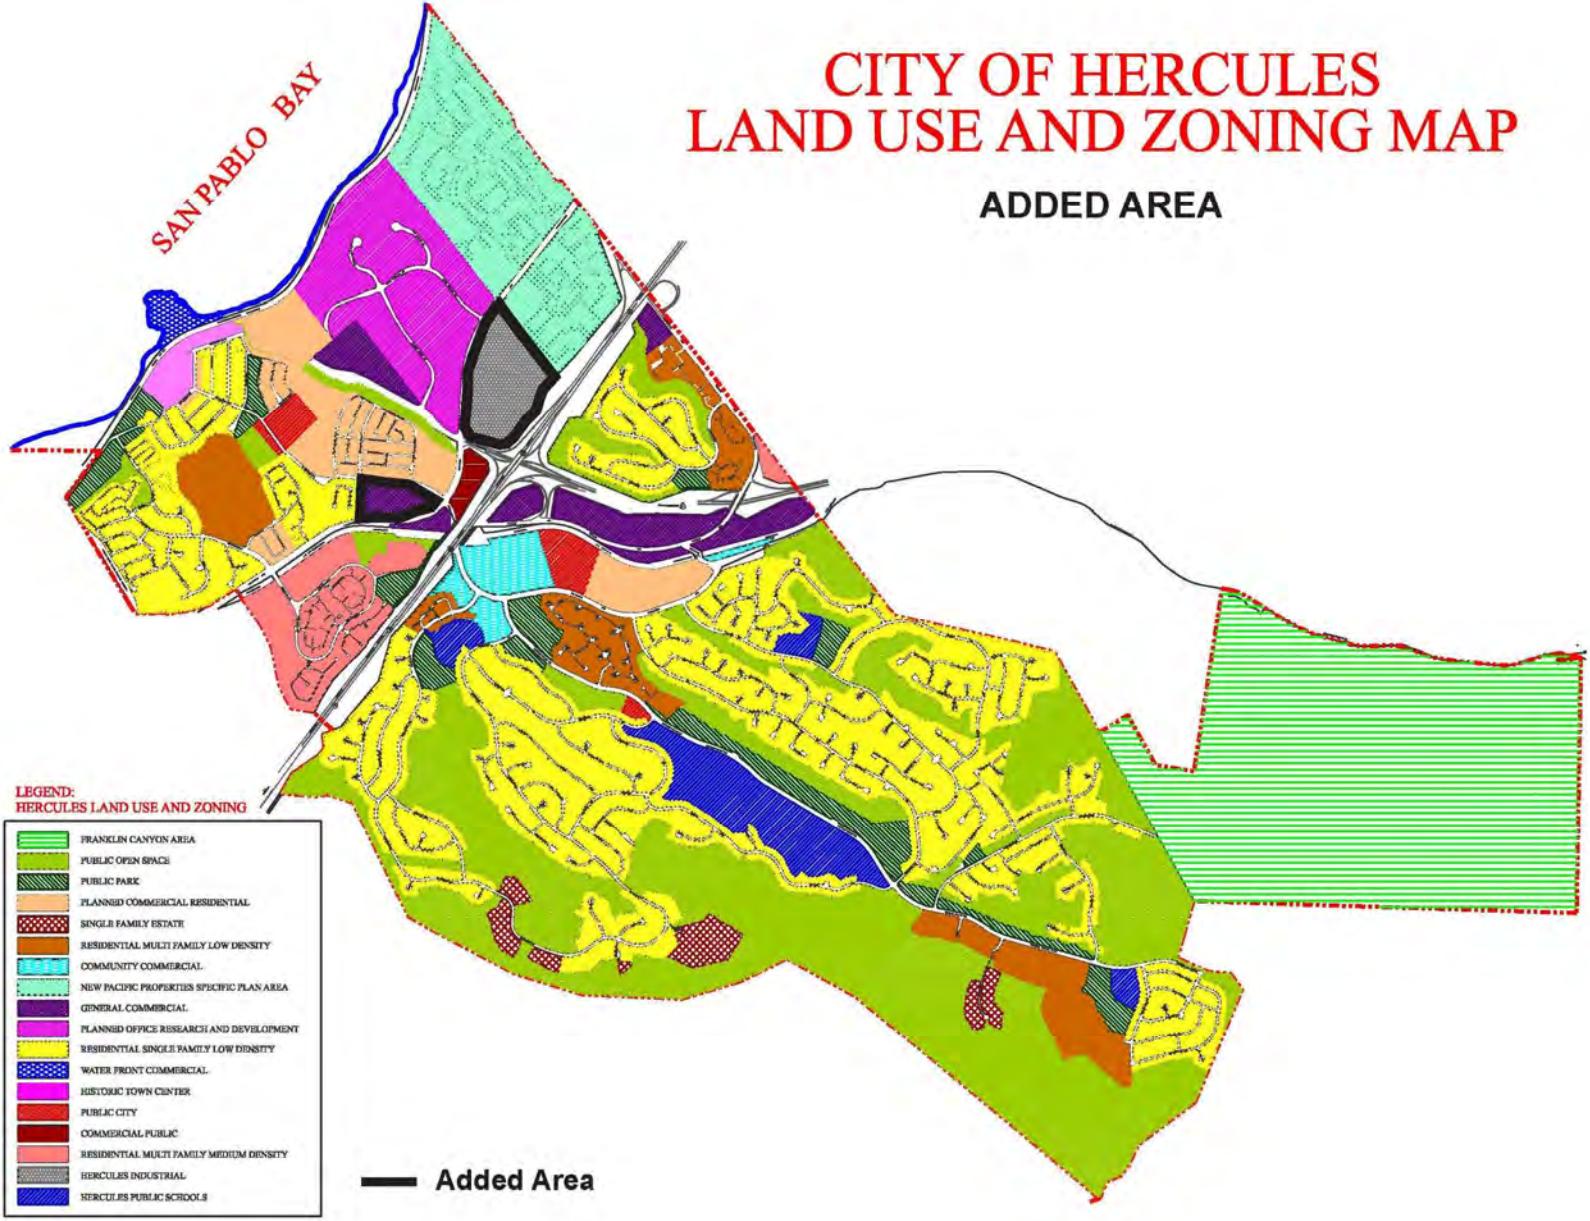 CITY OF HERCULES
LAND USE AND ZONING MAP
ADDED AREA
SAN PABLO BAY
LEGEND:
HERCULES LAND USE AND ZONING
FRANKLIN CANYON AREA
PUBLIC OPEN SPACE
PUBLIC PARK
PLANNED COMMERCIAL RESIDENTIAL
SINGLE FAMILY ESTATE
RESIDENTIAL MULTI FAMILY LOW DENSITY
COMMUNITY COMMERCIAL
NEW PACIFIC PROPERTIES SPECIFIC PLAN AREA
GENERAL COMMERCIAL
PLANNED OFFICE RESEARCH AND DEVELOPMENT
RESIDENTIAL SINGLE FAMILY LOW DENSITY
WATER FRONT COMMERCIAL
HISTORIC TOWN CENTER
PUBLIC CITY
COMMERCIAL PUBLIC
RESIDENTIAL MULTI FAMILY MEDIUM DENSITY
HERCULES INDUSTRIAL
HERCULES PUBLIC SCHOOLS
Added Area